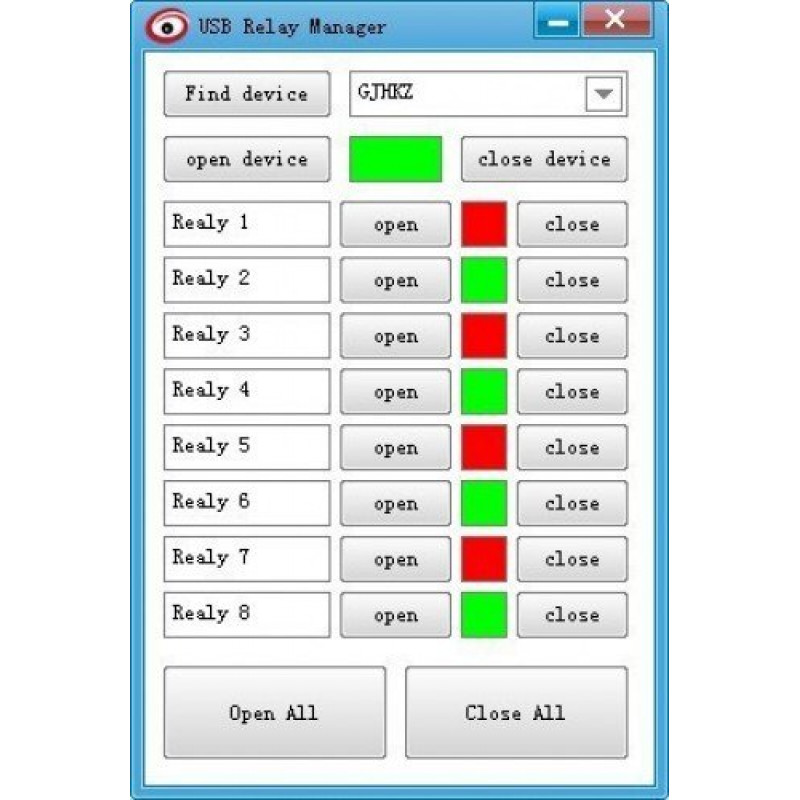 USB Relay Manager
Find device GJHKZ
open device close device
Realy 1 open close
Realy 2 open close
Realy 3 open close
Realy 4 open close
Realy 5 open close
Realy 6 open close
Realy 7 open close
Realy 8 open close
Open All Close All